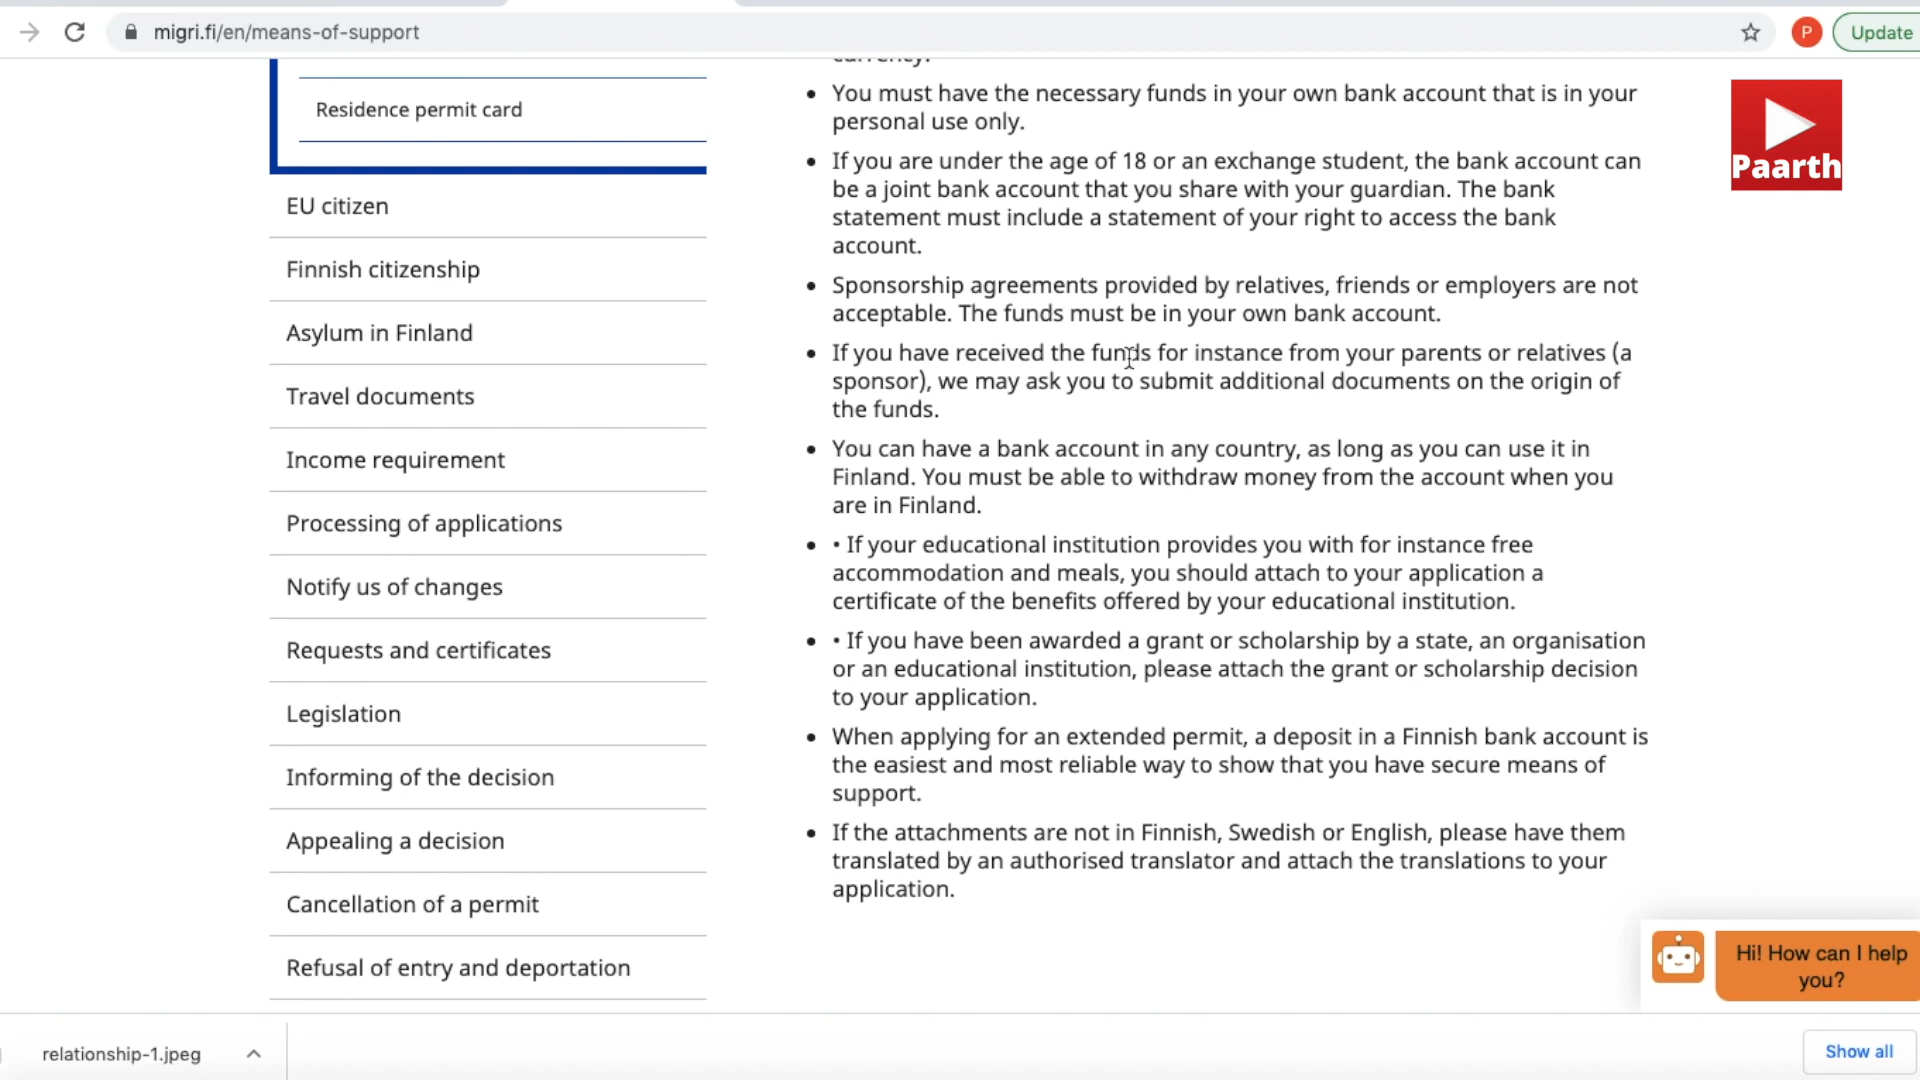 migri.fi/en/means-of-support
P
Update
Residence permit card
EU citizen
Finnish citizenship
Asylum in Finland
Travel documents
Income requirement
Processing of applications
Notify us of changes
Requests and certificates
Legislation
Informing of the decision
Appealing a decision
Cancellation of a permit
Refusal of entry and deportation
currency.
• You must have the necessary funds in your own bank account that is in your
personal use only.
• If you are under the age of 18 or an exchange student, the bank account can
be a joint bank account that you share with your guardian. The bank
statement must include a statement of your right to access the bank
account.
• Sponsorship agreements provided by relatives, friends or employers are not
acceptable. The funds must be in your own bank account.
• If you have received the funds for instance from your parents or relatives (a
sponsor), we may ask you to submit additional documents on the origin of
the funds.
• You can have a bank account in any country, as long as you can use it in
Finland. You must be able to withdraw money from the account when you
are in Finland.
• • If your educational institution provides you with for instance free
accommodation and meals, you should attach to your application a
certificate of the benefits offered by your educational institution.
• • If you have been awarded a grant or scholarship by a state, an organisation
or an educational institution, please attach the grant or scholarship decision
to your application.
• When applying for an extended permit, a deposit in a Finnish bank account is
the easiest and most reliable way to show that you have secure means of
support.
• If the attachments are not in Finnish, Swedish or English, please have them
translated by an authorised translator and attach the translations to your
application.
Paarth
Hi! How can I help
you?
relationship-1.jpeg
Show all